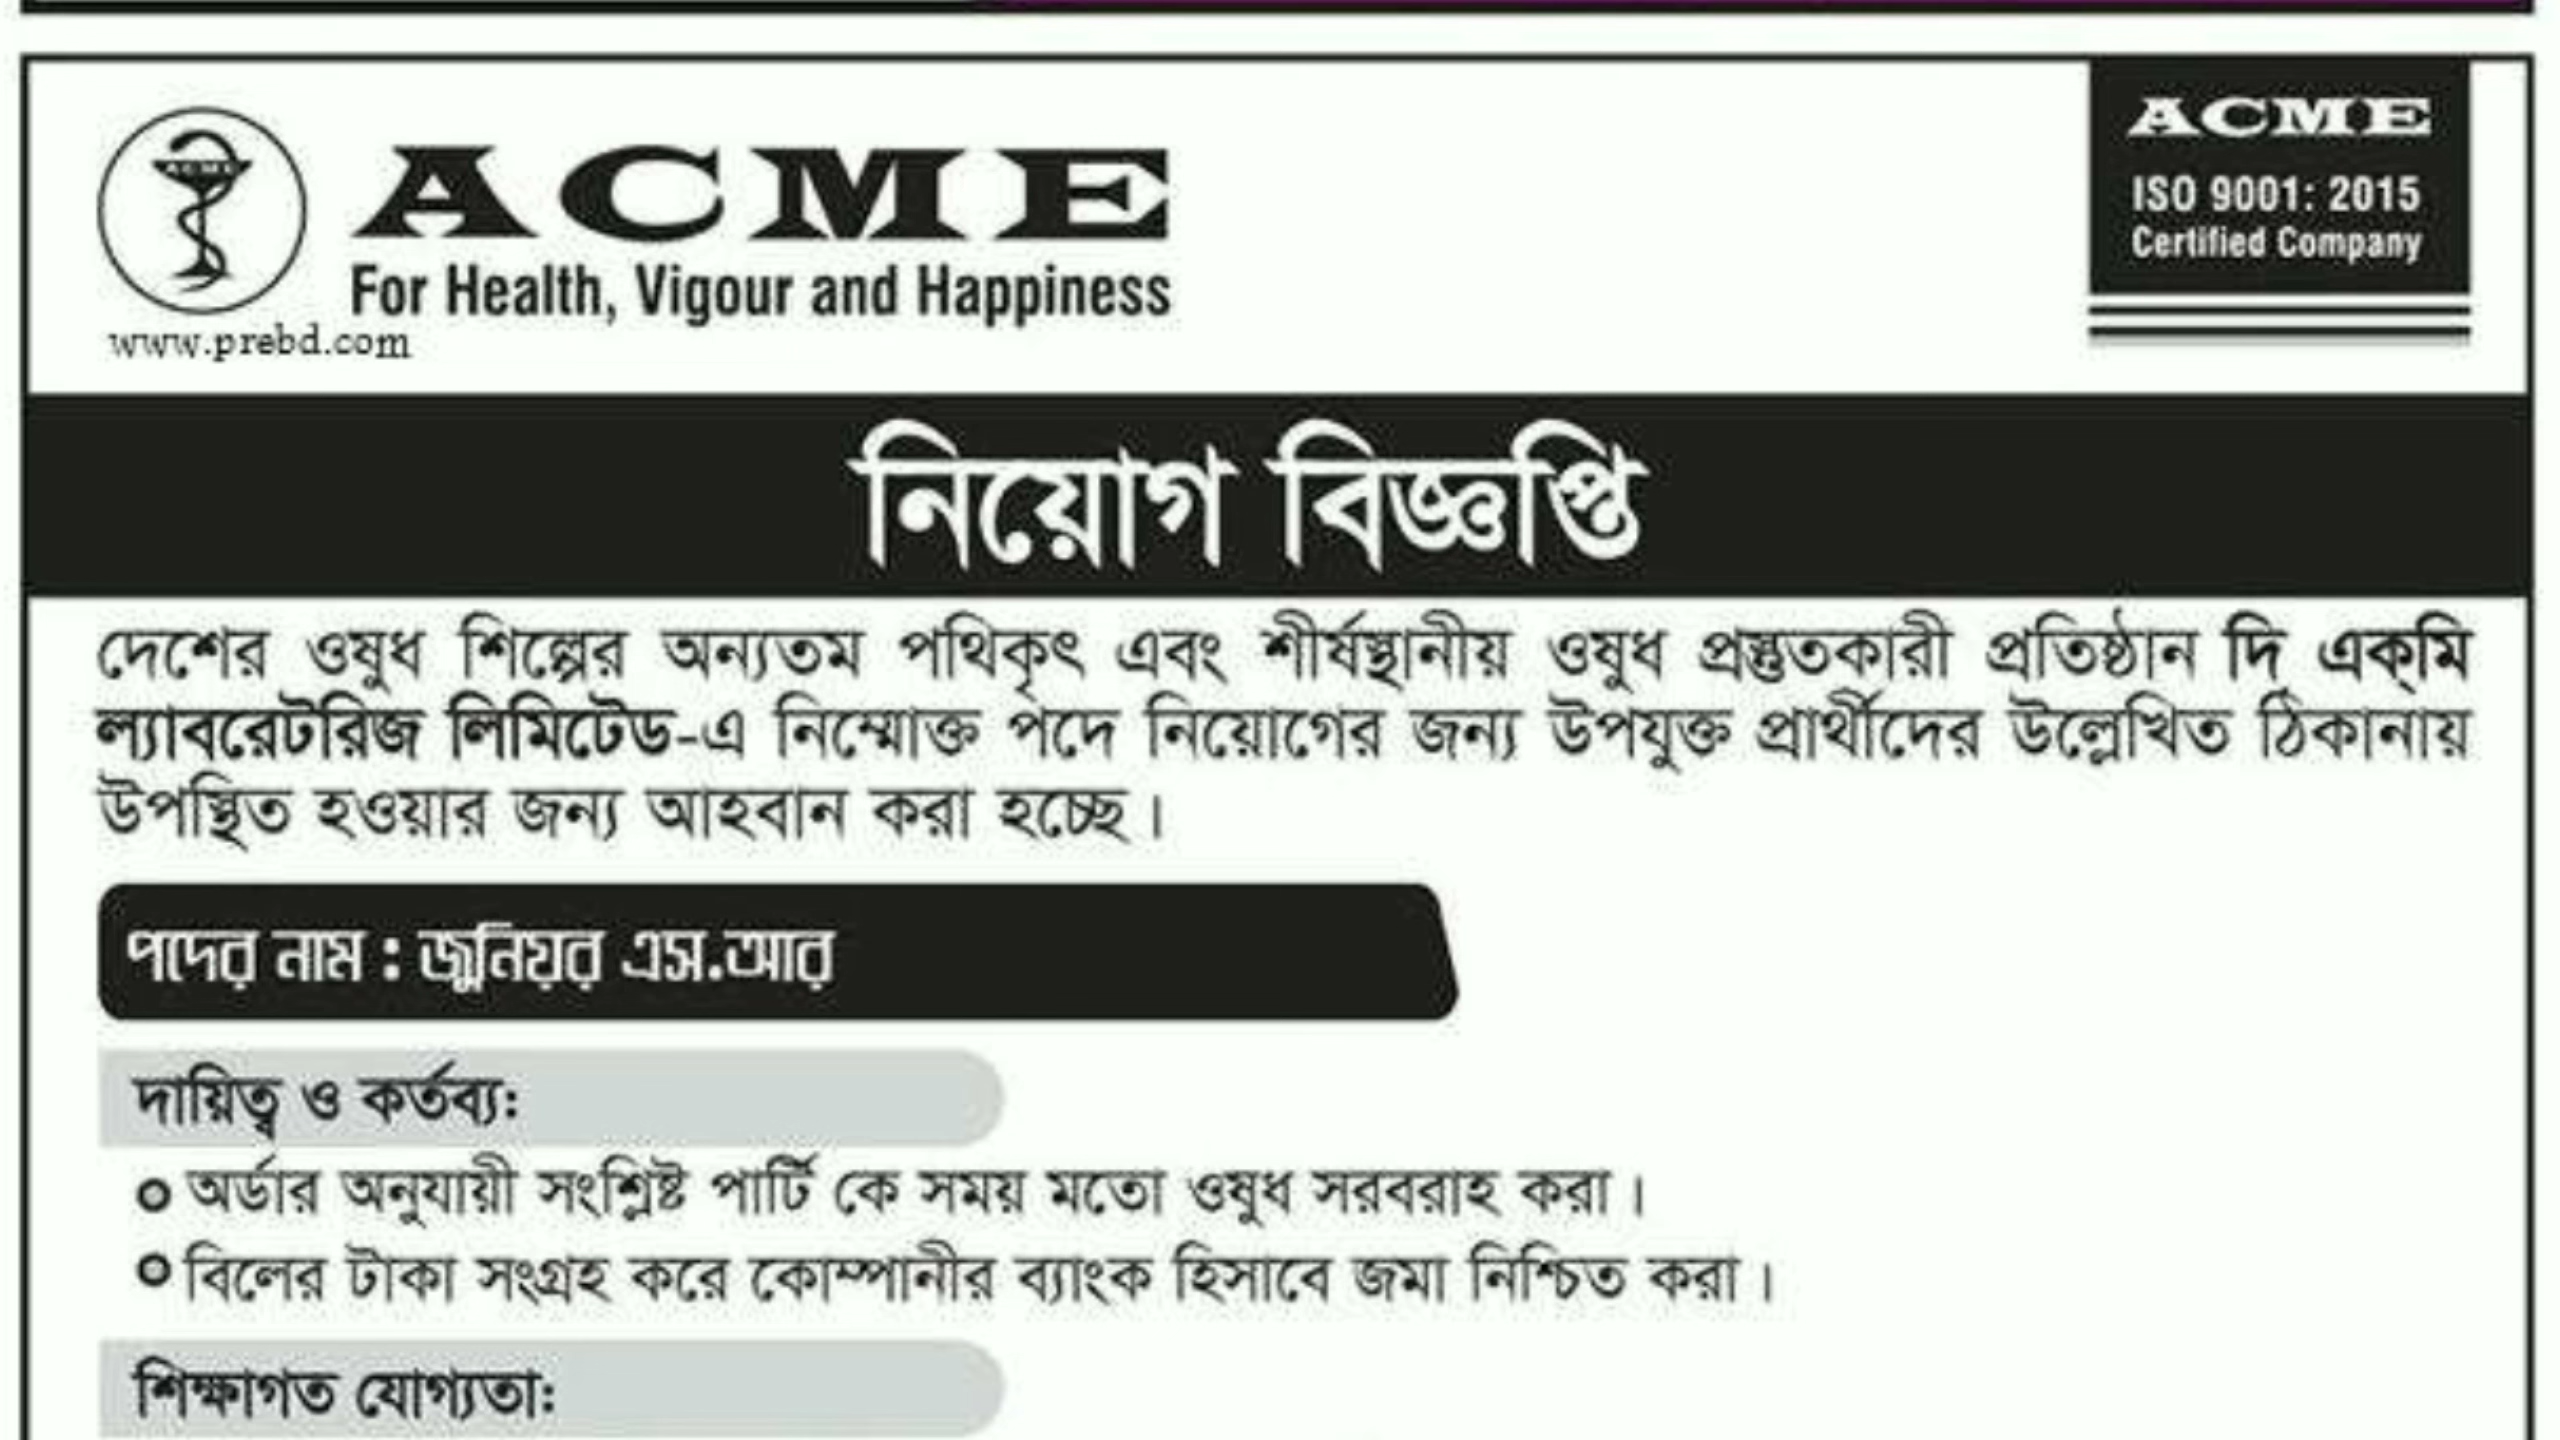 ACME
For Health, Vigour and Happiness
www.prebd.com
ACME
ISO 9001: 2015
Certified Company
নিয়োগ বিজ্ঞপ্তি
দেশের ওষুধ শিল্পের অন্যতম পথিকৃৎ এবং শীর্ষস্থানীয় ওষুধ প্রস্তুতকারী প্রতিষ্ঠান দি একমি
ল্যাবরেটরিজ লিমিটেড-এ নিম্মোক্ত পদে নিয়োগের জন্য উপযুক্ত প্রার্থীদের উল্লেখিত ঠিকানায়
উপস্থিত হওয়ার জন্য আহবান করা হচ্ছে।
পদের নাম : জুনিয়র এস.আর
দায়িত্ব ও কর্তব্য:
অর্ডার অনুযায়ী সংশ্লিষ্ট পার্টি কে সময় মতো ওষুধ সরবরাহ করা।
বিলের টাকা সংগ্রহ করে কোম্পানীর ব্যাংক হিসাবে জমা নিশ্চিত করা।
শিক্ষাগত যোগ্যতা: